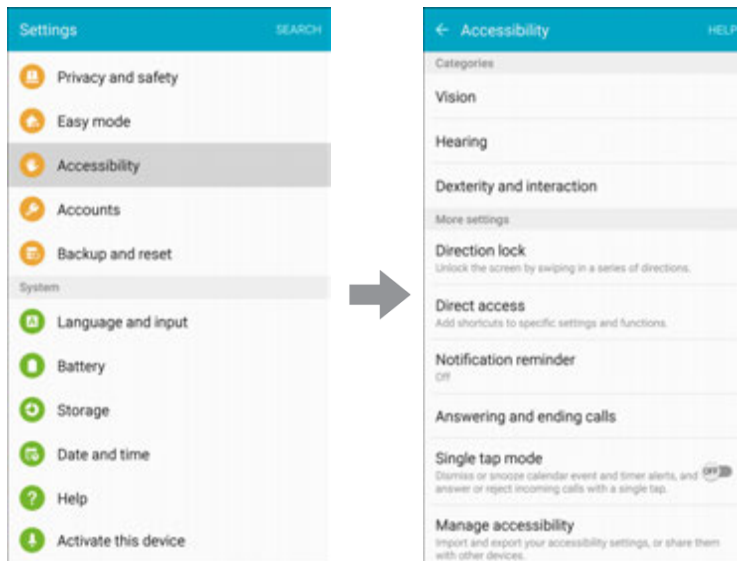 Settings
SEARCH
Privacy and safety
Easy mode
Accessibility
Accounts
Backup and reset
System
Language and input
Battery
Storage
Date and time
Help
Activate this device
Accessibility
HELP
Categories
Vision
Hearing
Dexterity and interaction
More settings
Direction lock
Unlock the screen by swiping in a series of directions.
Direct access
Add shortcuts to specific settings and functions.
Notification reminder
Off
Answering and ending calls
Single tap mode
Dismiss or snooze calendar event and timer alerts, and
answer or reject incoming calls with a single tap.
OFF
Manage accessibility
Import and export your accessibility settings, or share them
with other devices.